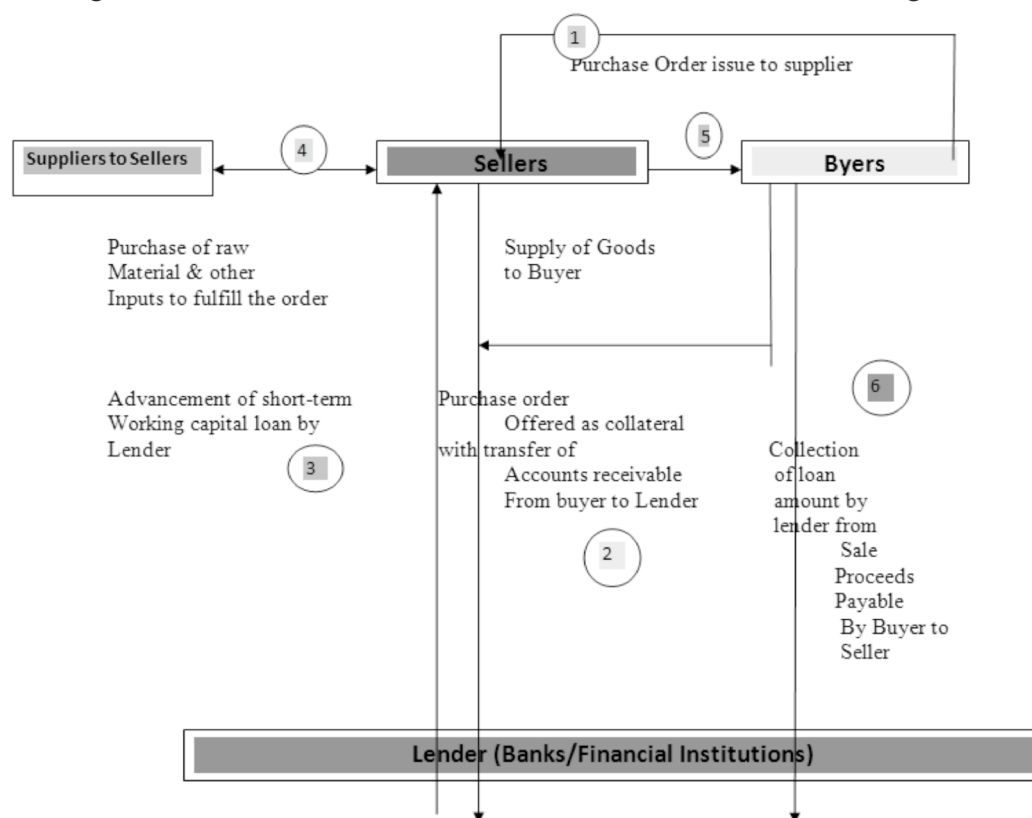 1
Purchase Order issue to supplier
4
5
Suppliers to Sellers
Sellers
Byers
Purchase of raw
Material & other
Inputs to fulfill the order
Supply of Goods
to Buyer
6
Advancement of short-term
Working capital loan by
Lender
3
Purchase order
Offered as collateral
with transfer of
Accounts receivable
From buyer to Lender
2
Collection
of loan
amount by
lender from
Sale
Proceeds
Payable
By Buyer to
Seller
Lender (Banks/Financial Institutions)